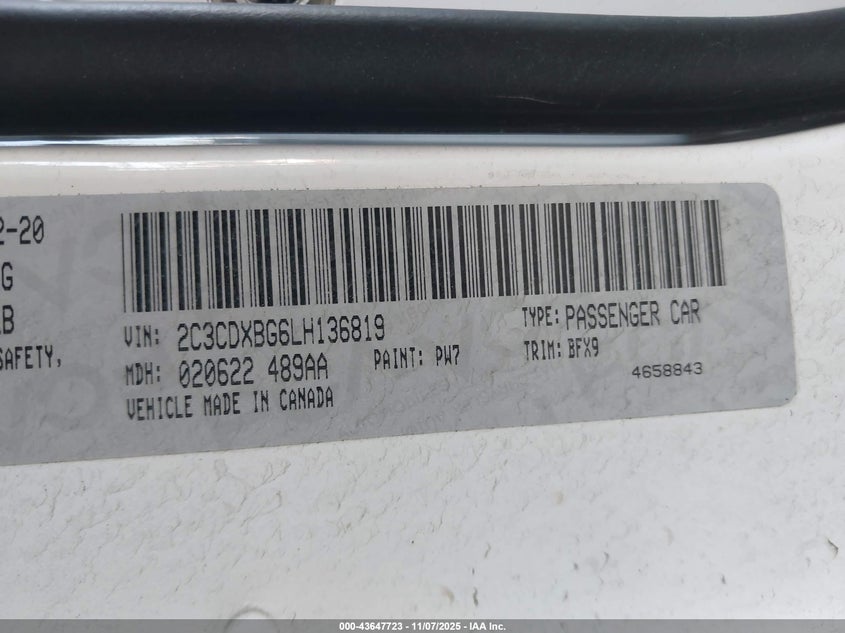 2-20
G
LB
SAFETY,
VIN: 2C3CDXBG6LH136819
TYPE: PASSENGER CAR
MDH: 020622 489AA
PAINT: PW7
TRIM: BFX9
VEHICLE MADE IN CANADA
4658843
000-43647723 - 11/07/2025 - IAA Inc.